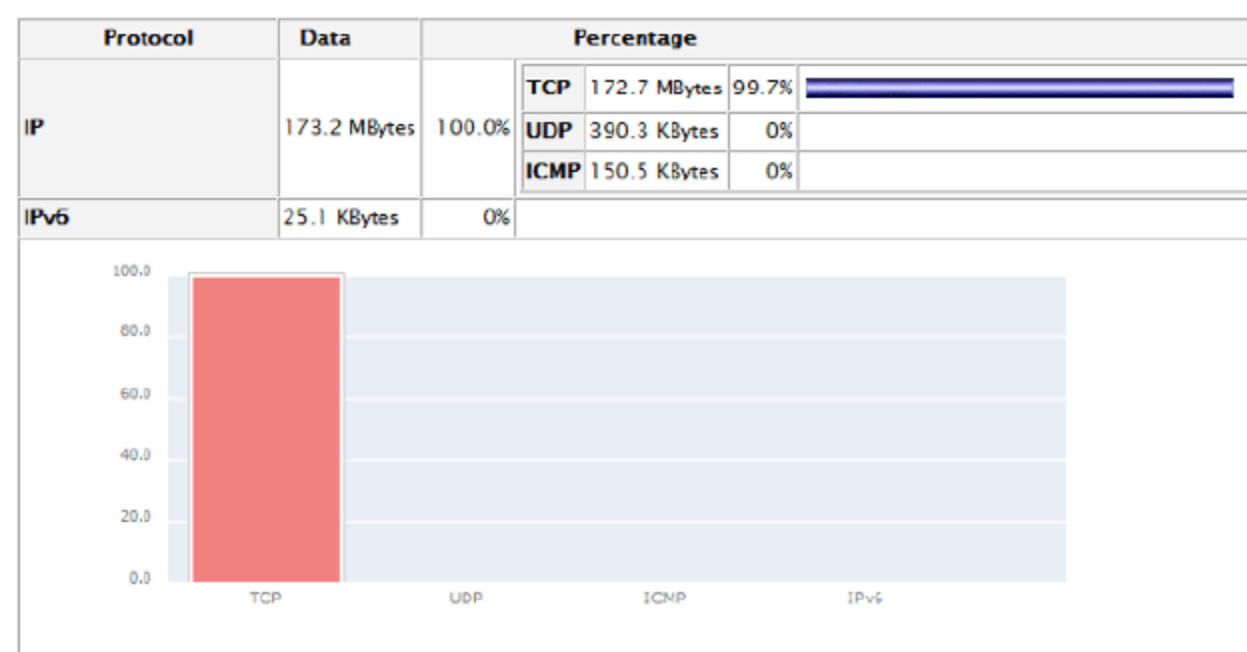 Protocol Data Percentage
IP 173.2 MBytes 100.0% TCP 172.7 MBytes 99.7%
UDP 390.3 KBytes 0%
ICMP 150.5 KBytes 0%
IPv6 25.1 KBytes 0%
100.0
80.0
60.0
40.0
20.0
0.0
TCP UDP ICMP IPv6